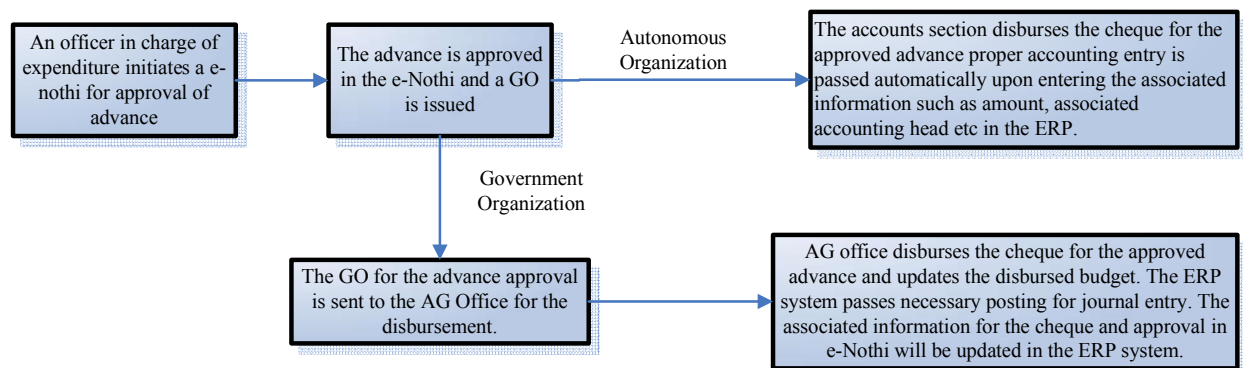 An officer in charge of
expenditure initiates a e-
nothi for approval of
advance
The advance is approved
in the e-Nothi and a GO
is issued
Autonomous
Organization
The accounts section disburses the cheque for the
approved advance proper accounting entry is
passed automatically upon entering the associated
information such as amount, associated
accounting head etc in the ERP.
Government
Organization
The GO for the advance approval
is sent to the AG Office for the
disbursement.
AG office disburses the cheque for the approved
advance and updates the disbursed budget. The ERP
system passes necessary posting for journal entry. The
associated information for the cheque and approval in
e-Nothi will be updated in the ERP system.